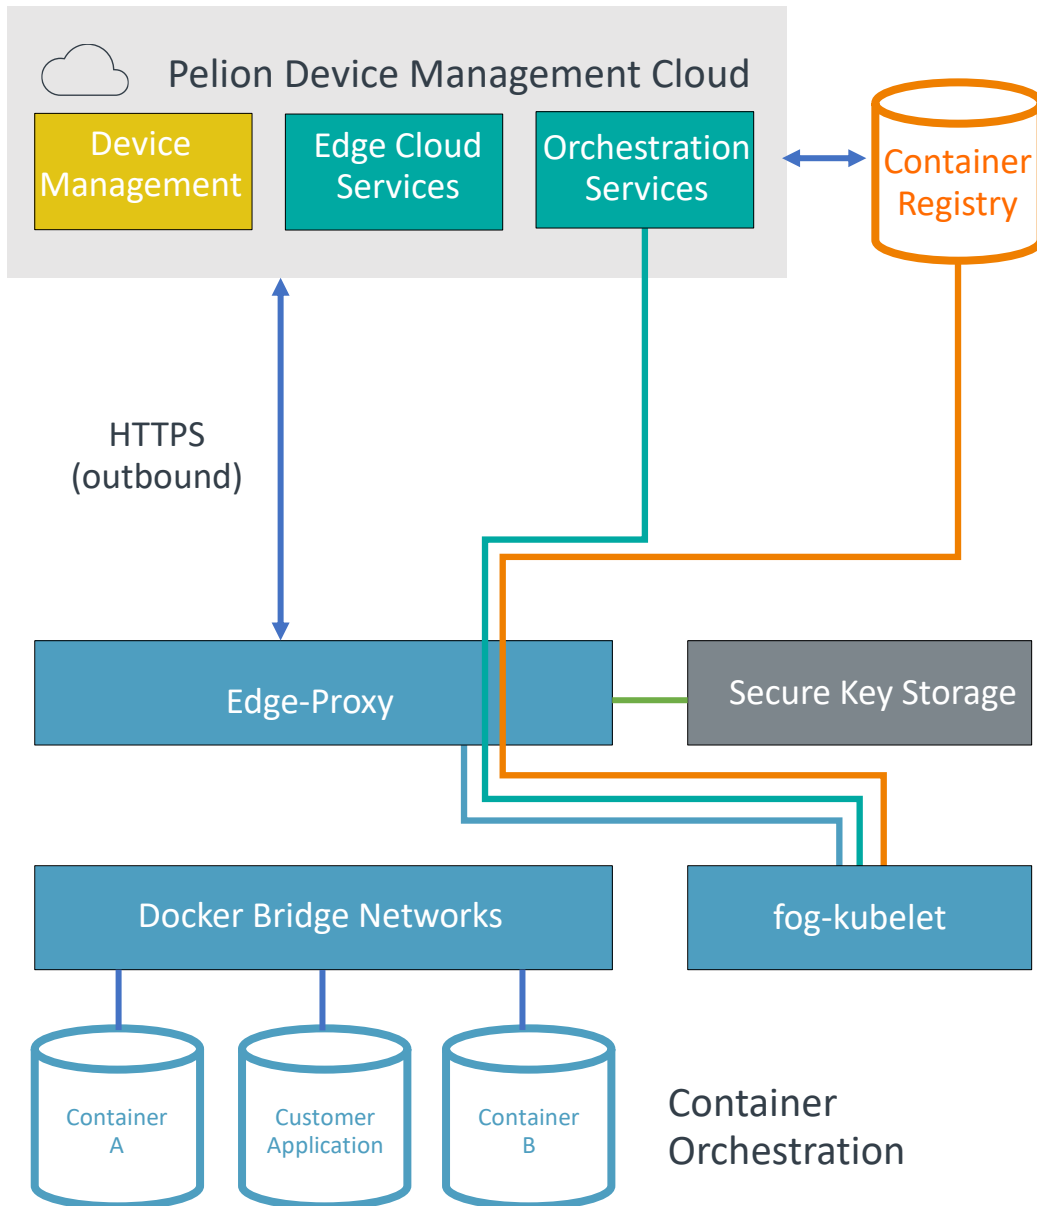 Pelion Device Management Cloud
Device
Management
Edge Cloud
Services
Orchestration
Services
Container
Registry
HTTPS
(outbound)
Edge-Proxy
Secure Key Storage
Docker Bridge Networks
fog-kubelet
Container
A
Customer
Application
Container
B
Container
Orchestration